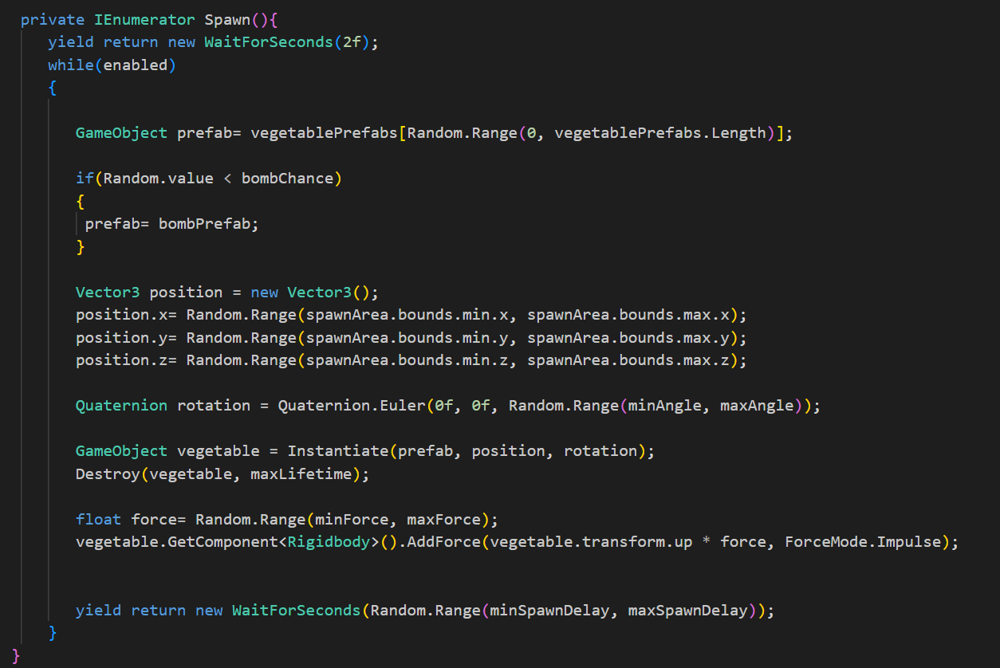 private IEnumerator Spawn(){
yield return new WaitForSeconds(2f);
while(enabled)
{
GameObject prefab= vegetablePrefabs[Random.Range(0, vegetablePrefabs.Length)];
if(Random.value < bombChance)
{
prefab= bombPrefab;
}
Vector3 position = new Vector3();
position.x= Random.Range(spawnArea.bounds.min.x, spawnArea.bounds.max.x);
position.y= Random.Range(spawnArea.bounds.min.y, spawnArea.bounds.max.y);
position.z= Random.Range(spawnArea.bounds.min.z, spawnArea.bounds.max.z);
Quaternion rotation = Quaternion.Euler(0f, 0f, Random.Range(minAngle, maxAngle));
GameObject vegetable = Instantiate(prefab, position, rotation);
Destroy(vegetable, maxLifetime);
float force= Random.Range(minForce, maxForce);
vegetable.GetComponent<Rigidbody>().AddForce(vegetable.transform.up * force, ForceMode.Impulse);
yield return new WaitForSeconds(Random.Range(minSpawnDelay, maxSpawnDelay));
}
}